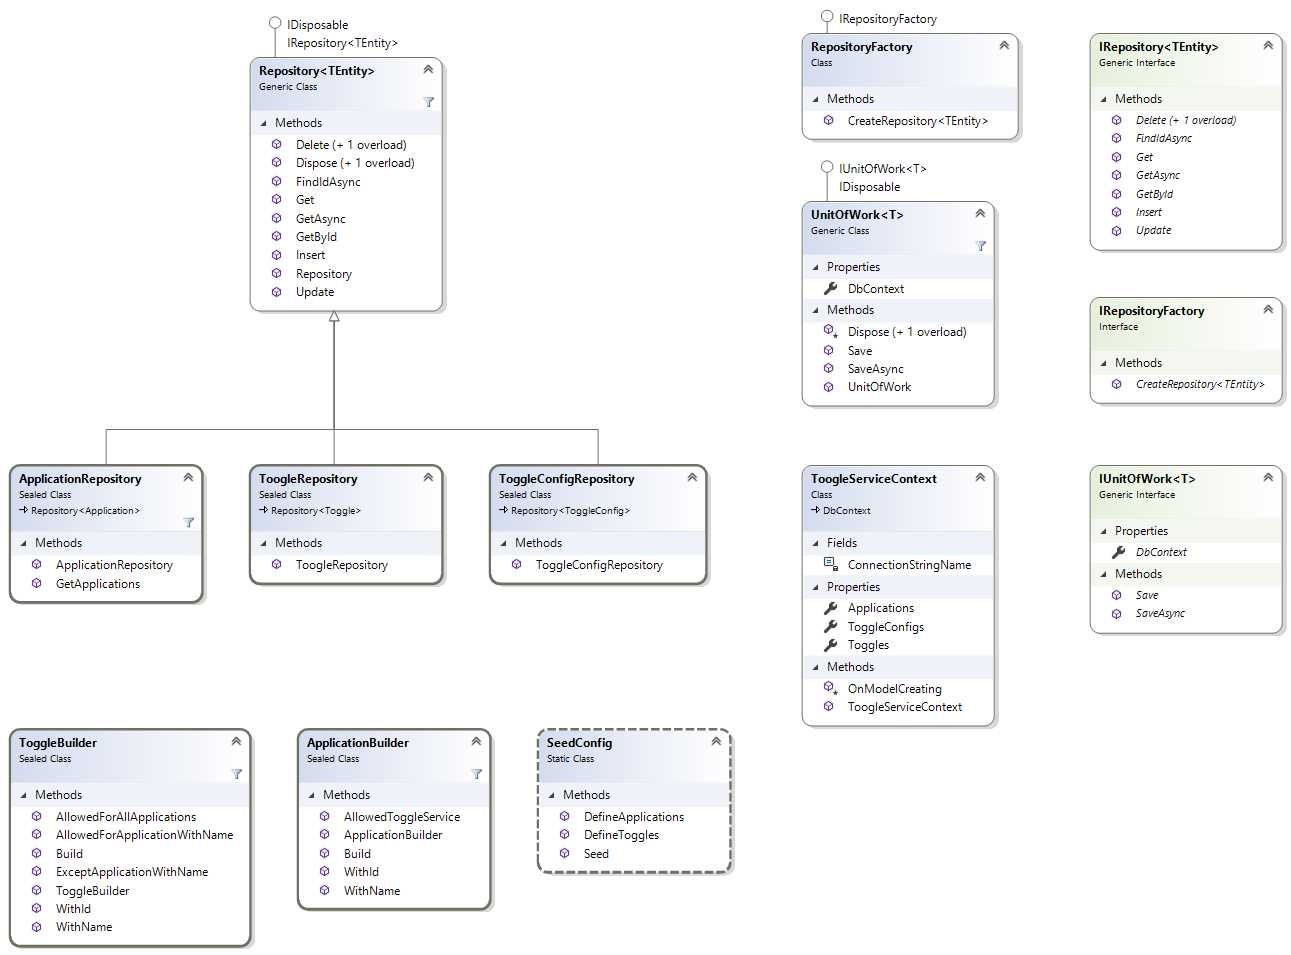 IDisposable
IRepository<TEntity>
Repository<TEntity>
Generic Class
Methods
Delete (+ 1 overload)
Dispose (+ 1 overload)
FindIdAsync
Get
GetAsync
GetById
Insert
Repository
Update
IRepositoryFactory
RepositoryFactory
Class
Methods
CreateRepository<TEntity>
IRepository<TEntity>
Generic Interface
Methods
Delete (+ 1 overload)
FindIdAsync
Get
GetAsync
GetById
Insert
Update
IUnitOfWork<T>
IDisposable
UnitOfWork<T>
Generic Class
Properties
DbContext
Methods
Dispose (+ 1 overload)
Save
SaveAsync
UnitOfWork
IRepositoryFactory
Interface
Methods
CreateRepository<TEntity>
ApplicationRepository
Sealed Class
Repository<Application>
Methods
ApplicationRepository
GetApplications
ToogleRepository
Sealed Class
Repository<Toggle>
Methods
ToogleRepository
ToggleConfigRepository
Sealed Class
Repository<ToggleConfig>
Methods
ToggleConfigRepository
ToogleServiceContext
Class
DbContext
Fields
ConnectionStringName
Properties
Applications
ToggleConfigs
Toggles
Methods
OnModelCreating
ToogleServiceContext
IUnitOfWork<T>
Generic Interface
Properties
DbContext
Methods
Save
SaveAsync
ToggleBuilder
Sealed Class
Methods
AllowedForAllApplications
AllowedForApplicationWithName
Build
ExceptApplicationWithName
ToggleBuilder
WithId
WithName
ApplicationBuilder
Sealed Class
Methods
AllowedToggleService
ApplicationBuilder
Build
WithId
WithName
SeedConfig
Static Class
Methods
DefineApplications
DefineToggles
Seed